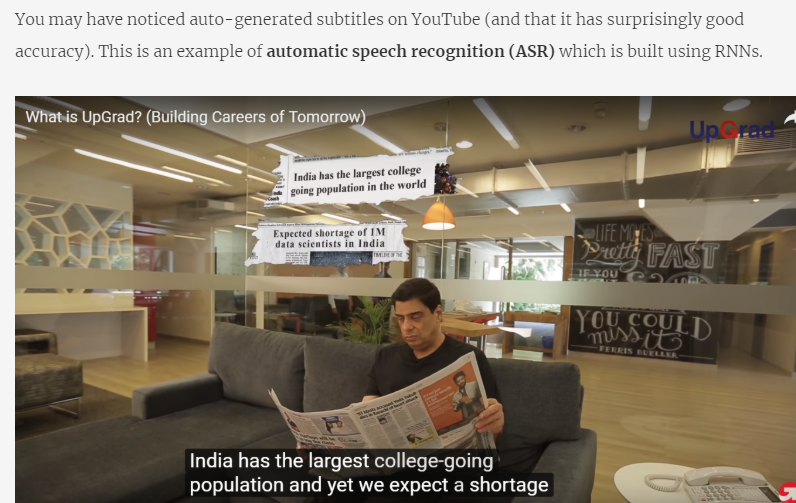 You may have noticed auto-generated subtitles on YouTube (and that it has surprisingly good
accuracy). This is an example of automatic speech recognition (ASR) which is built using RNNs.
What is UpGrad? (Building Careers of Tomorrow)
UpGrad
India has the largest college
going population in the world
Expected shortage of 1M
data scientists in India
LIFE MOVES
Pretty FAST
IF YOU
YOU COULD
miss it
FERRIS BUELLER
India has the largest college-going
population and yet we expect a shortage